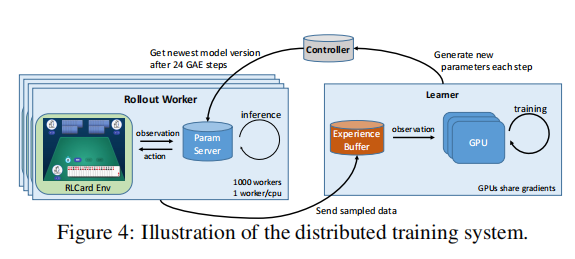 Controller
Get newest model version
after 24 GAE steps
Generate new
parameters each step
Rollout Worker
Learner
inference
training
observation
action
Param
Server
Experience
Buffer
observation
GPU
RLCard Env
1000 workers
1 worker/cpu
GPUs share gradients
Send sampled data
Figure 4: Illustration of the distributed training system.